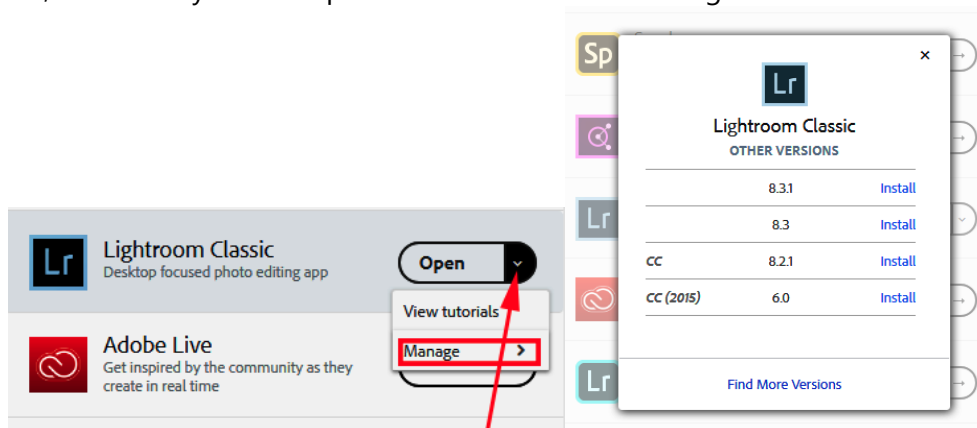 Sp
×
Lr
Lightroom Classic
OTHER VERSIONS
8.3.1 Install
8.3 Install
CC 8.2.1 Install
CC (2015) 6.0 Install
Find More Versions
Lr
Lr
Lr
Lightroom Classic
Desktop focused photo editing app
Open
View tutorials
Manage
Adobe Live
Get inspired by the community as they
create in real time